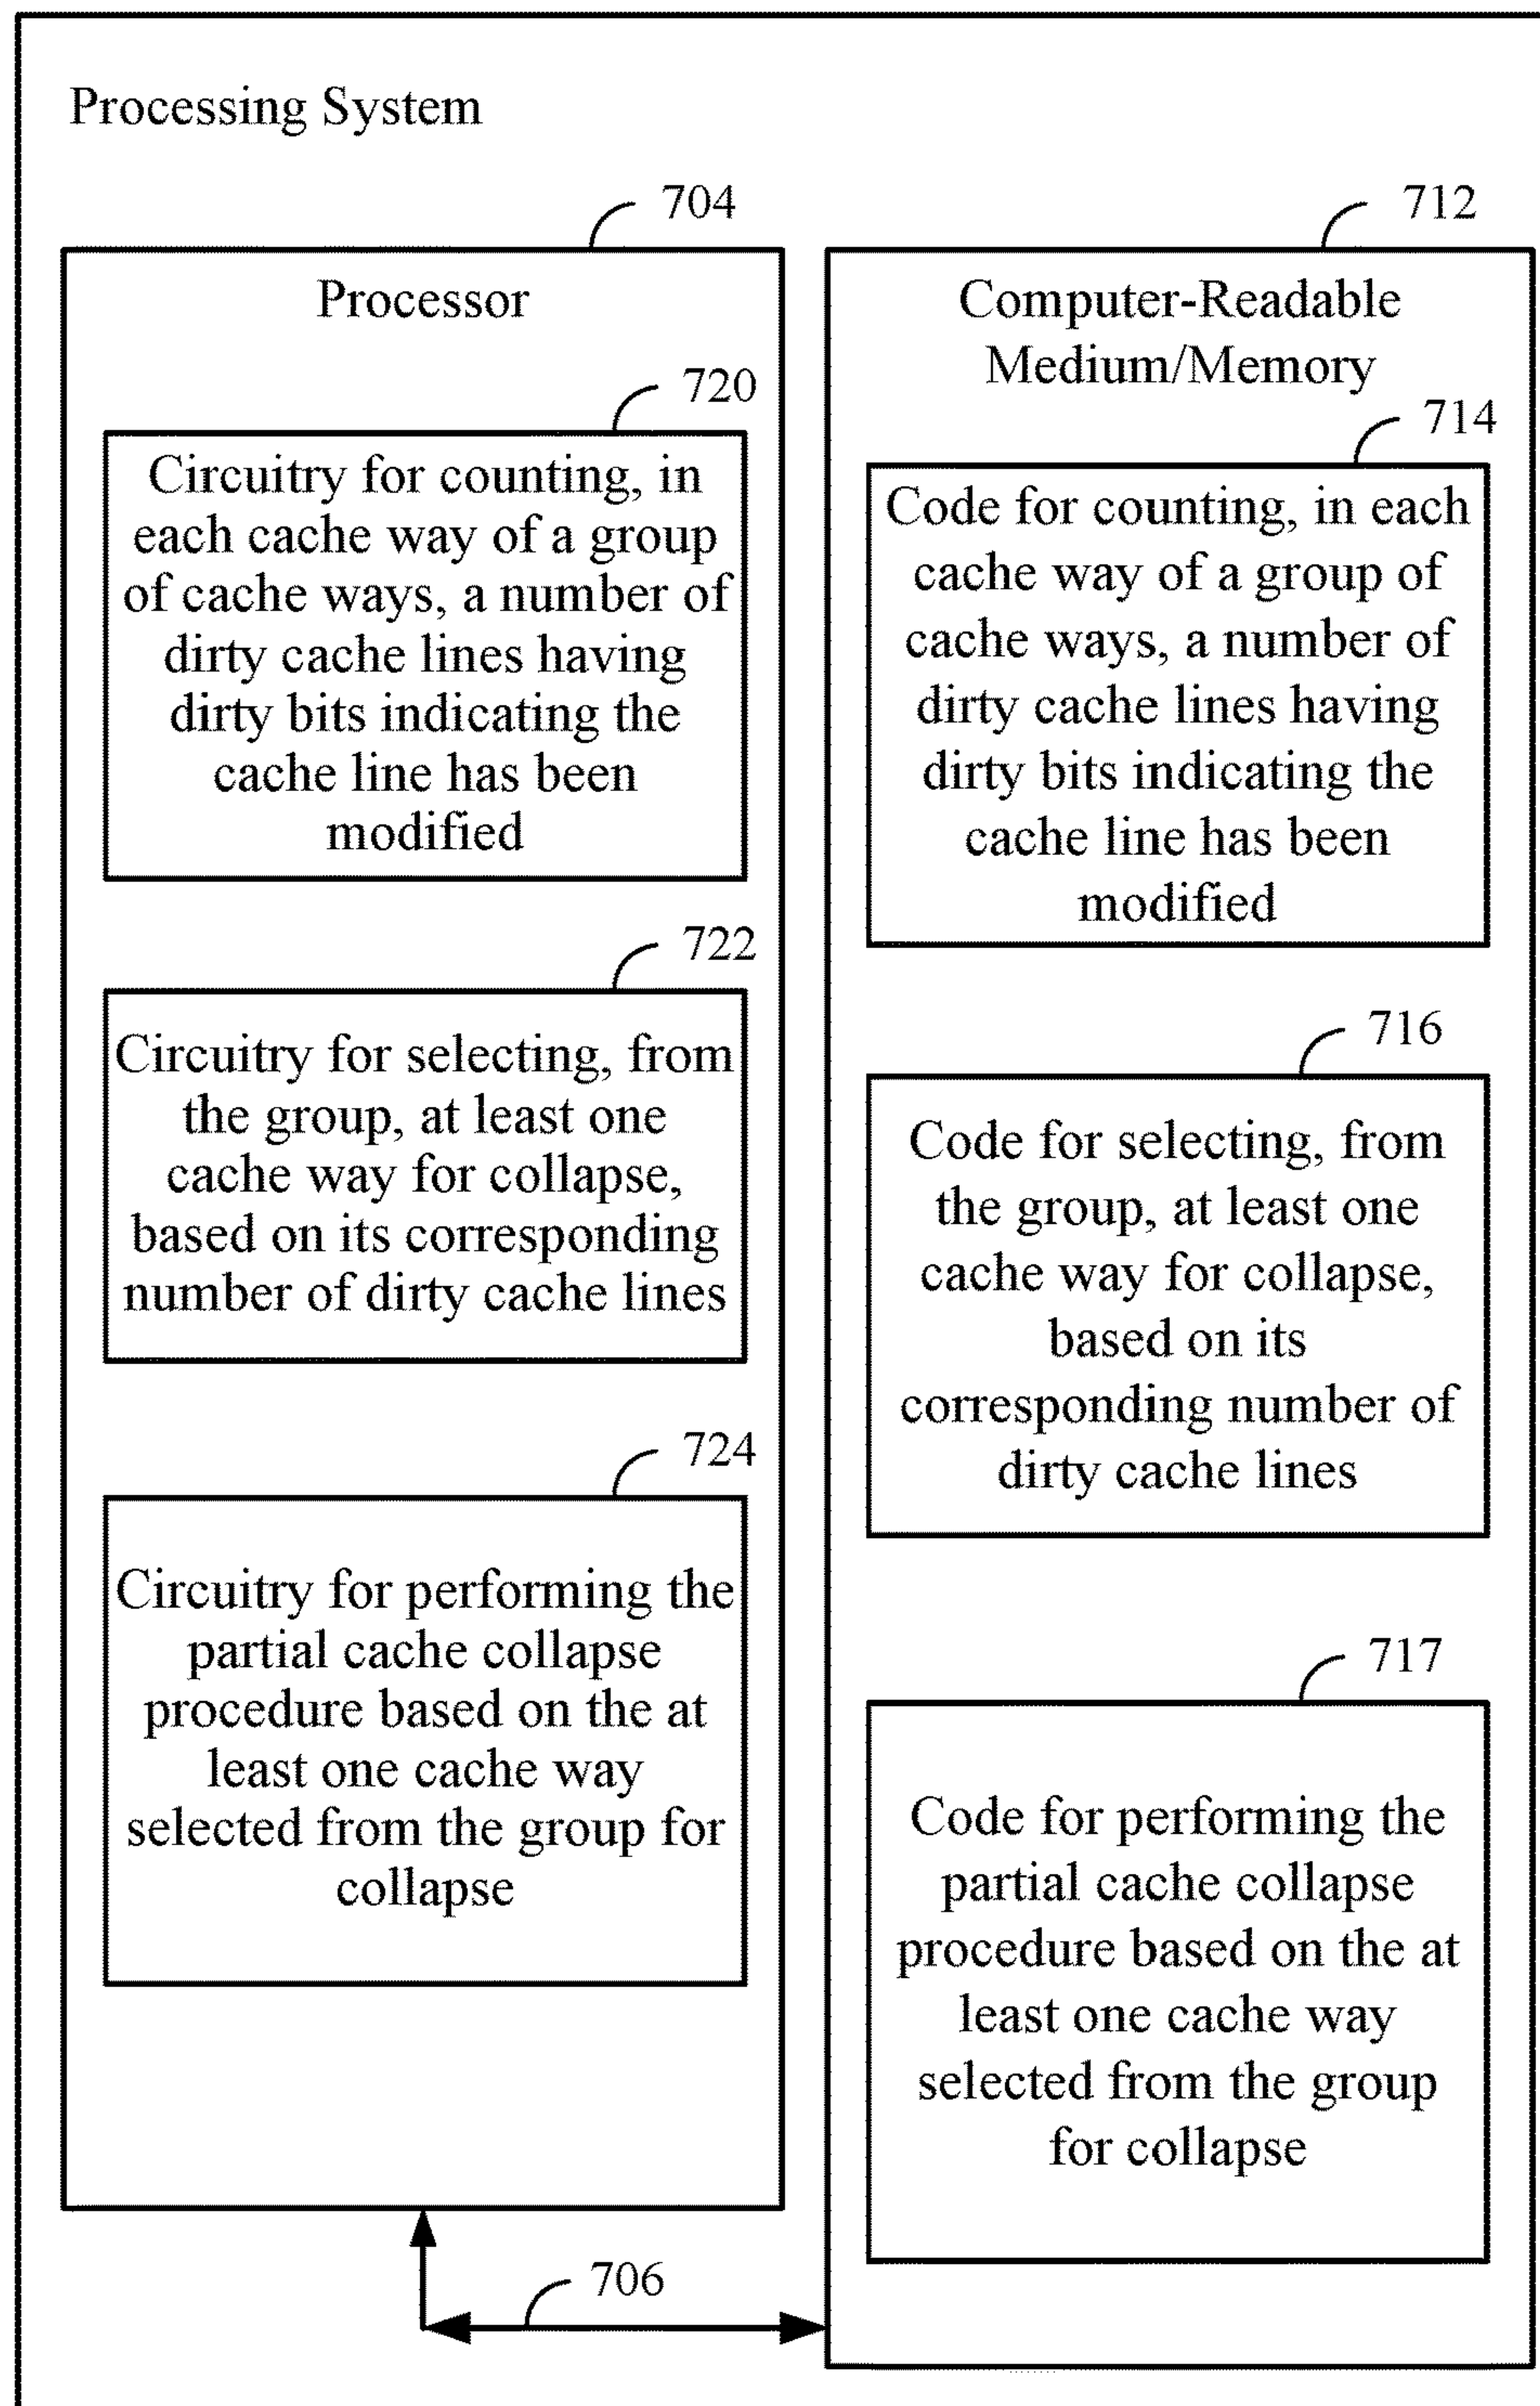 Processing System
704
Processor
720
Circuitry for counting, in
each cache way of a group
of cache ways, a number of
dirty cache lines having
dirty bits indicating the
cache line has been
modified
722
Circuitry for selecting, from
the group, at least one
cache way for collapse,
based on its corresponding
number of dirty cache lines
724
Circuitry for performing the
partial cache collapse
procedure based on the at
least one cache way
selected from the group for
collapse
712
Computer-Readable
Medium/Memory
714
Code for counting, in each
cache way of a group of
cache ways, a number of
dirty cache lines having
dirty bits indicating the
cache line has been
modified
716
Code for selecting, from
the group, at least one
cache way for collapse,
based on its
corresponding number of
dirty cache lines
717
Code for performing the
partial cache collapse
procedure based on the at
least one cache way
selected from the group
for collapse
706